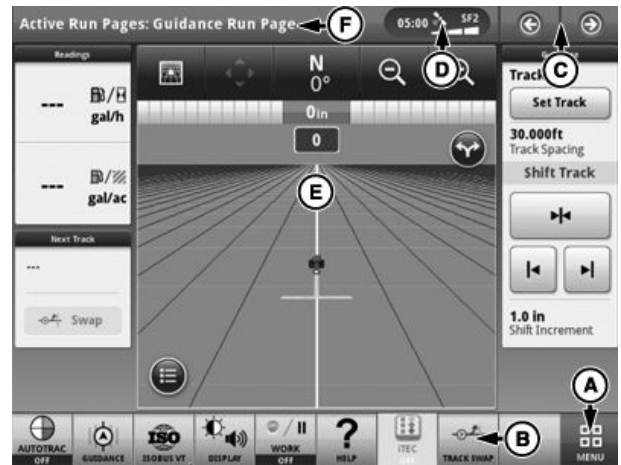 Active Run Pages: Guidance Run Page
F
05:00
SF2
D
C
Readings
---
gal/h
---
gal/ac
Next Track
---
Swap
N
0°
0in
0
E
Track
Set Track
30.000ft
Track Spacing
Shift Track
1.0 in
Shift Increment
A
B
AUTOTRAC
OFF
GUIDANCE
ISO
ISOBUS VT
DISPLAY
WORK
OFF
?
HELP
iTEC
TRACK SWAP
MENU